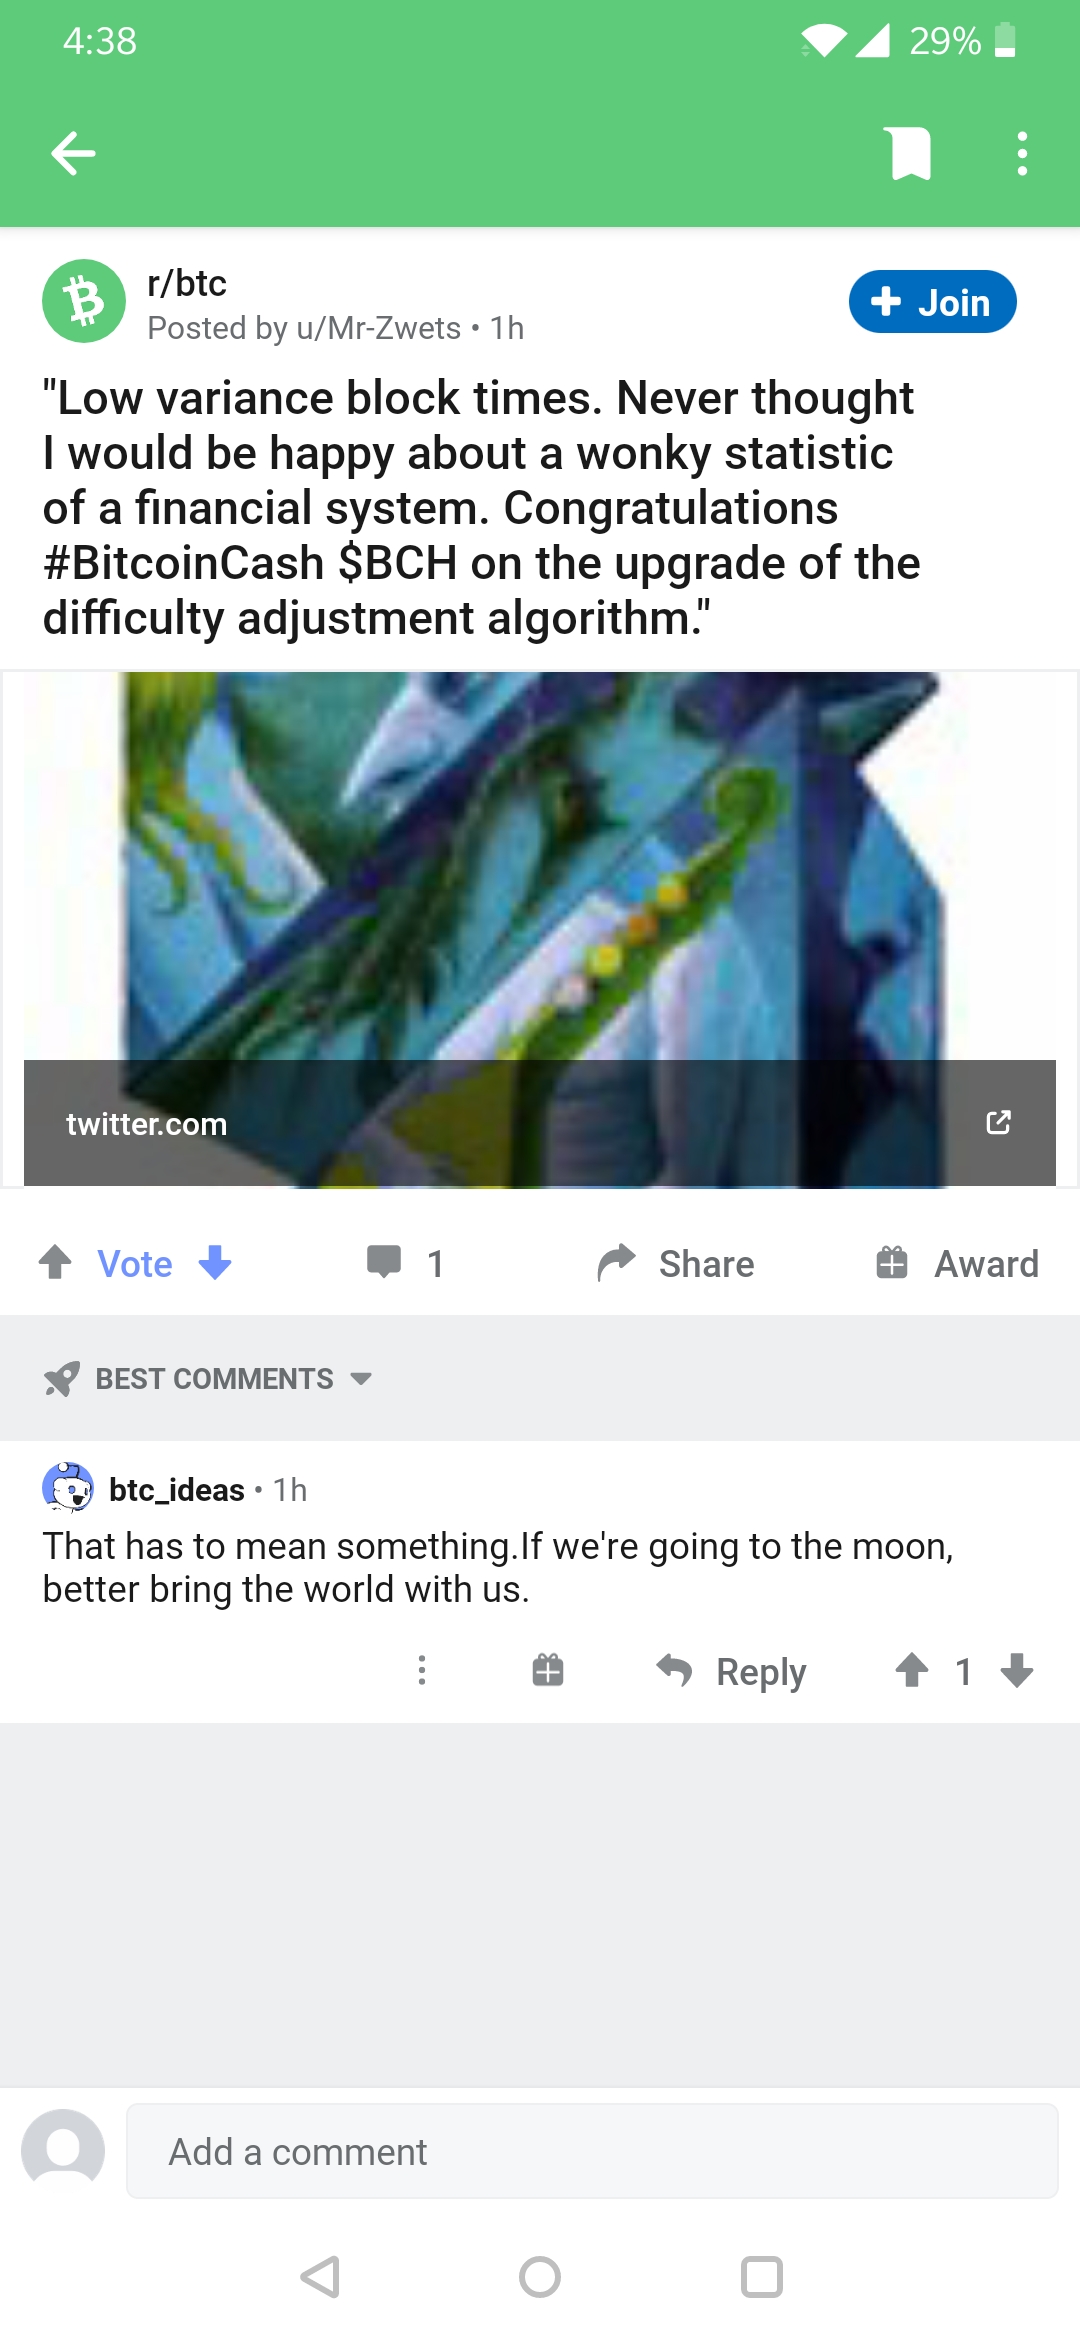 4:38
29%
r/btc
Join
Posted by u/Mr-Zwets • 1h
"Low variance block times. Never thought
I would be happy about a wonky statistic
of a financial system. Congratulations
#BitcoinCash $BCH on the upgrade of the
difficulty adjustment algorithm."
twitter.com
Vote
1
Share
Award
BEST COMMENTS
btc_ideas • 1h
That has to mean something.If we're going to the moon,
better bring the world with us.
Reply
1
Add a comment